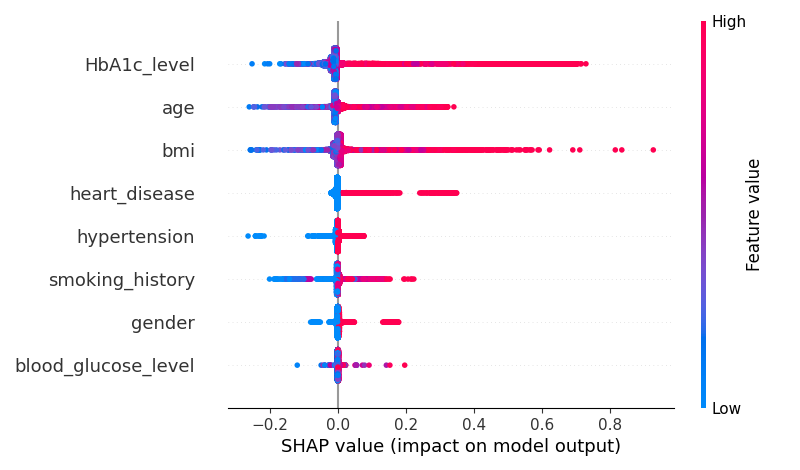 High
HbA1c_level
age
bmi
heart_disease
hypertension
smoking_history
gender
blood_glucose_level
Feature value
Low
−0.2 0.0 0.2 0.4 0.6 0.8
SHAP value (impact on model output)